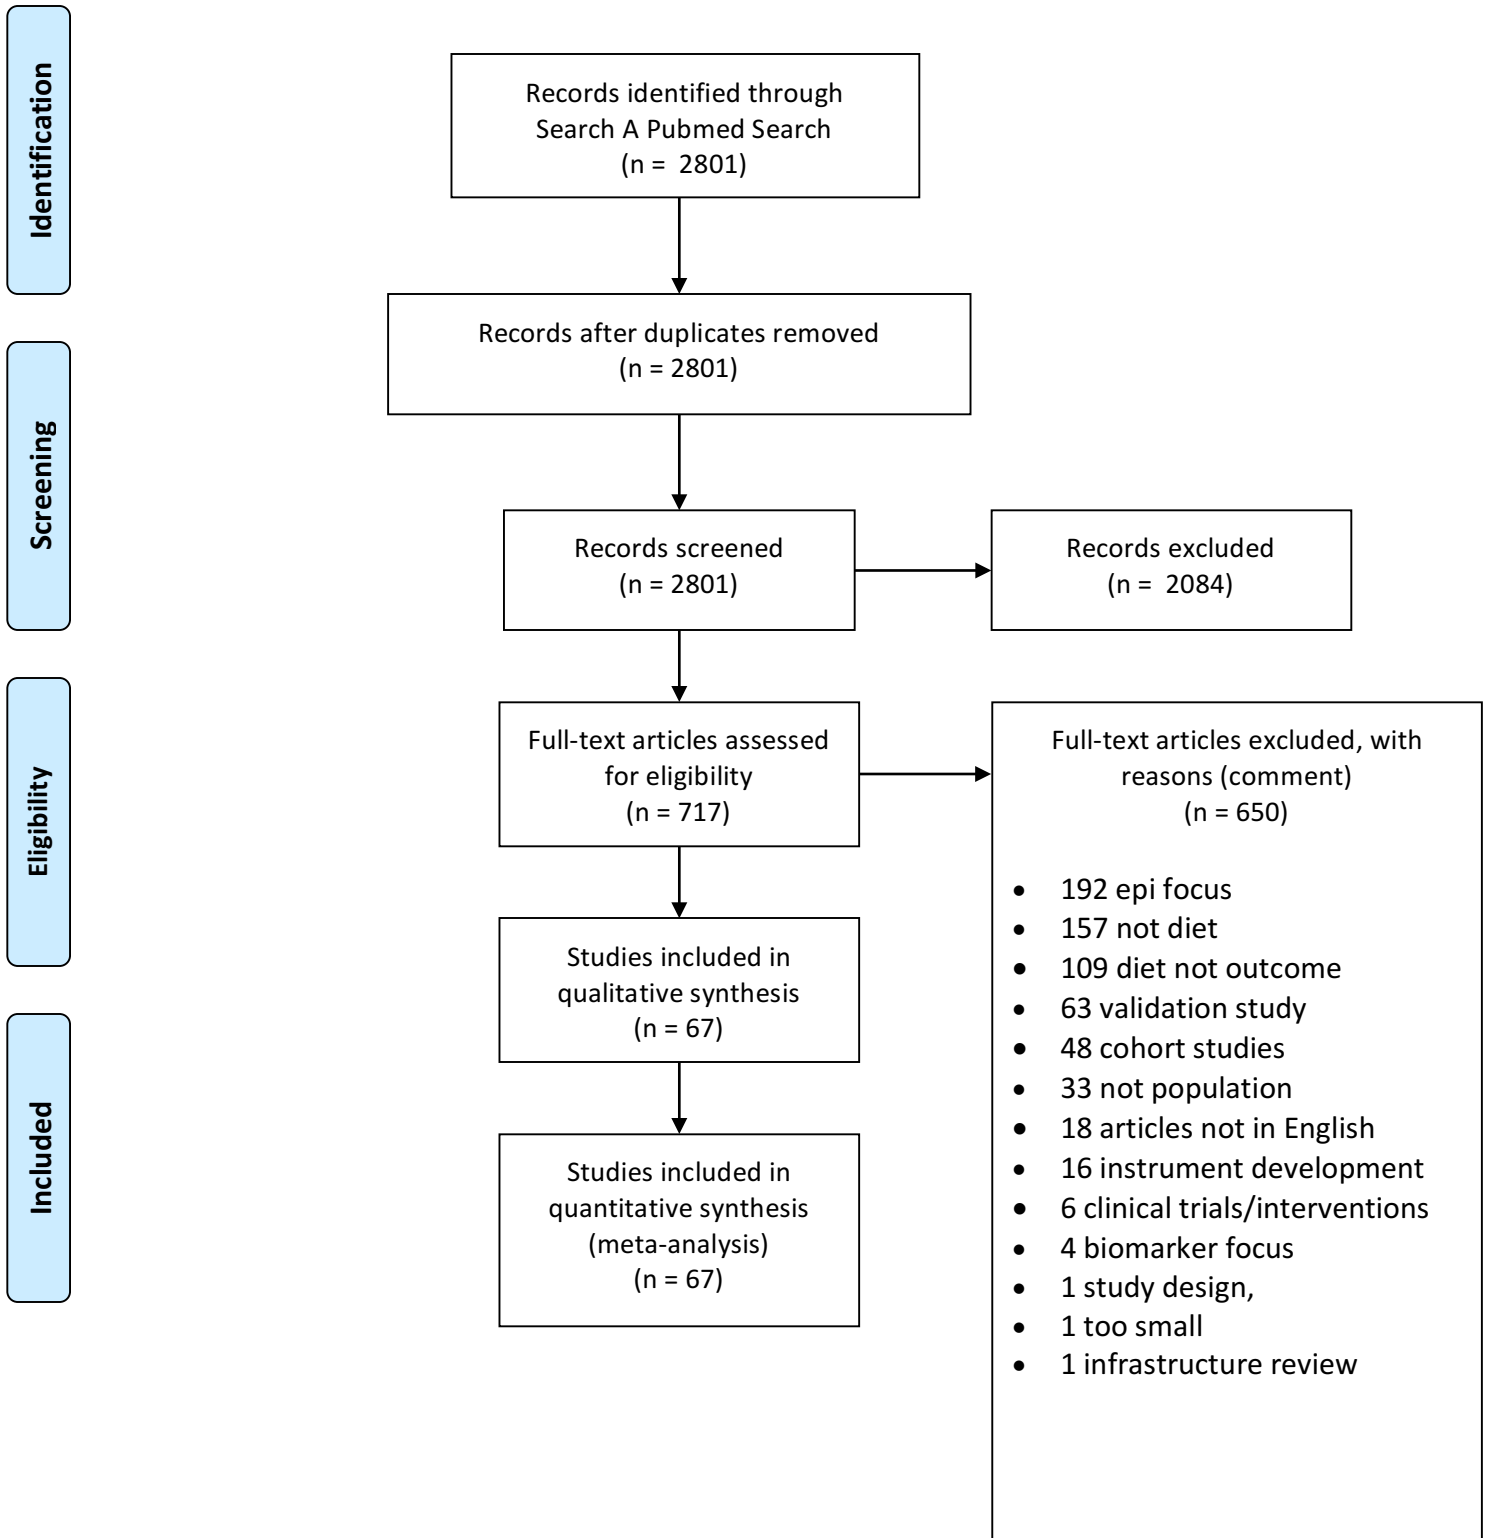 Identification
Records identified through
Search A Pubmed Search
(n =  2801)
Records after duplicates removed
(n = 2801)
Screening
Records screened
(n = 2801)
Records excluded
(n =  2084)
Eligibility
Full-text articles assessed
for eligibility
(n = 717)
Full-text articles excluded, with
reasons (comment)
(n = 650)
• 192 epi focus
• 157 not diet
• 109 diet not outcome
• 63 validation study
• 48 cohort studies
• 33 not population
• 18 articles not in English
• 16 instrument development
• 6 clinical trials/interventions
• 4 biomarker focus
• 1 study design,
• 1 too small
• 1 infrastructure review
Studies included in
qualitative synthesis
(n = 67)
Included
Studies included in
quantitative synthesis
(meta-analysis)
(n = 67)